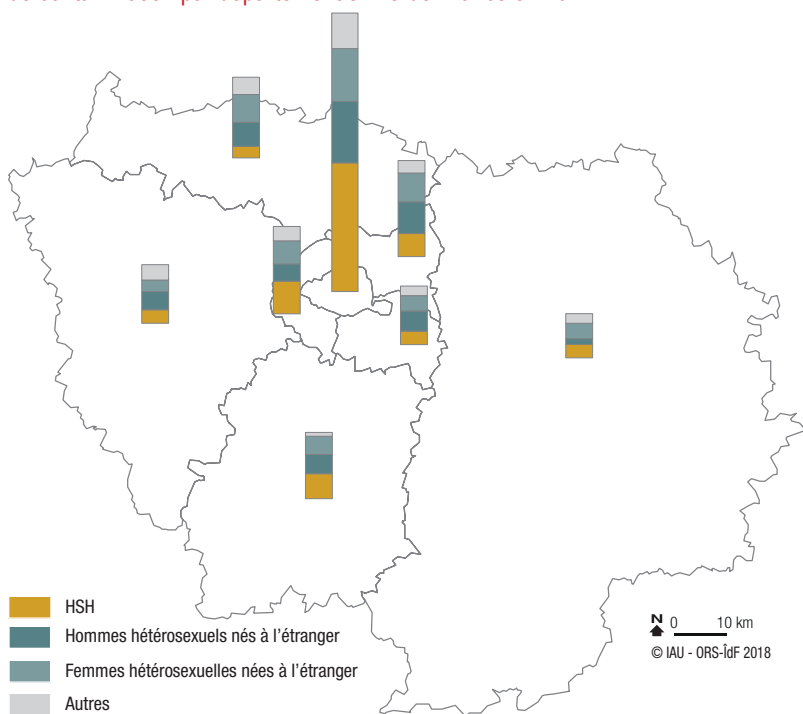 HSH
Hommes hétérosexuels nés à l'étranger
Femmes hétérosexuelles nées à l'étranger
Autres
N 0 10 km
© IAU - ORS-ÎdF 2018